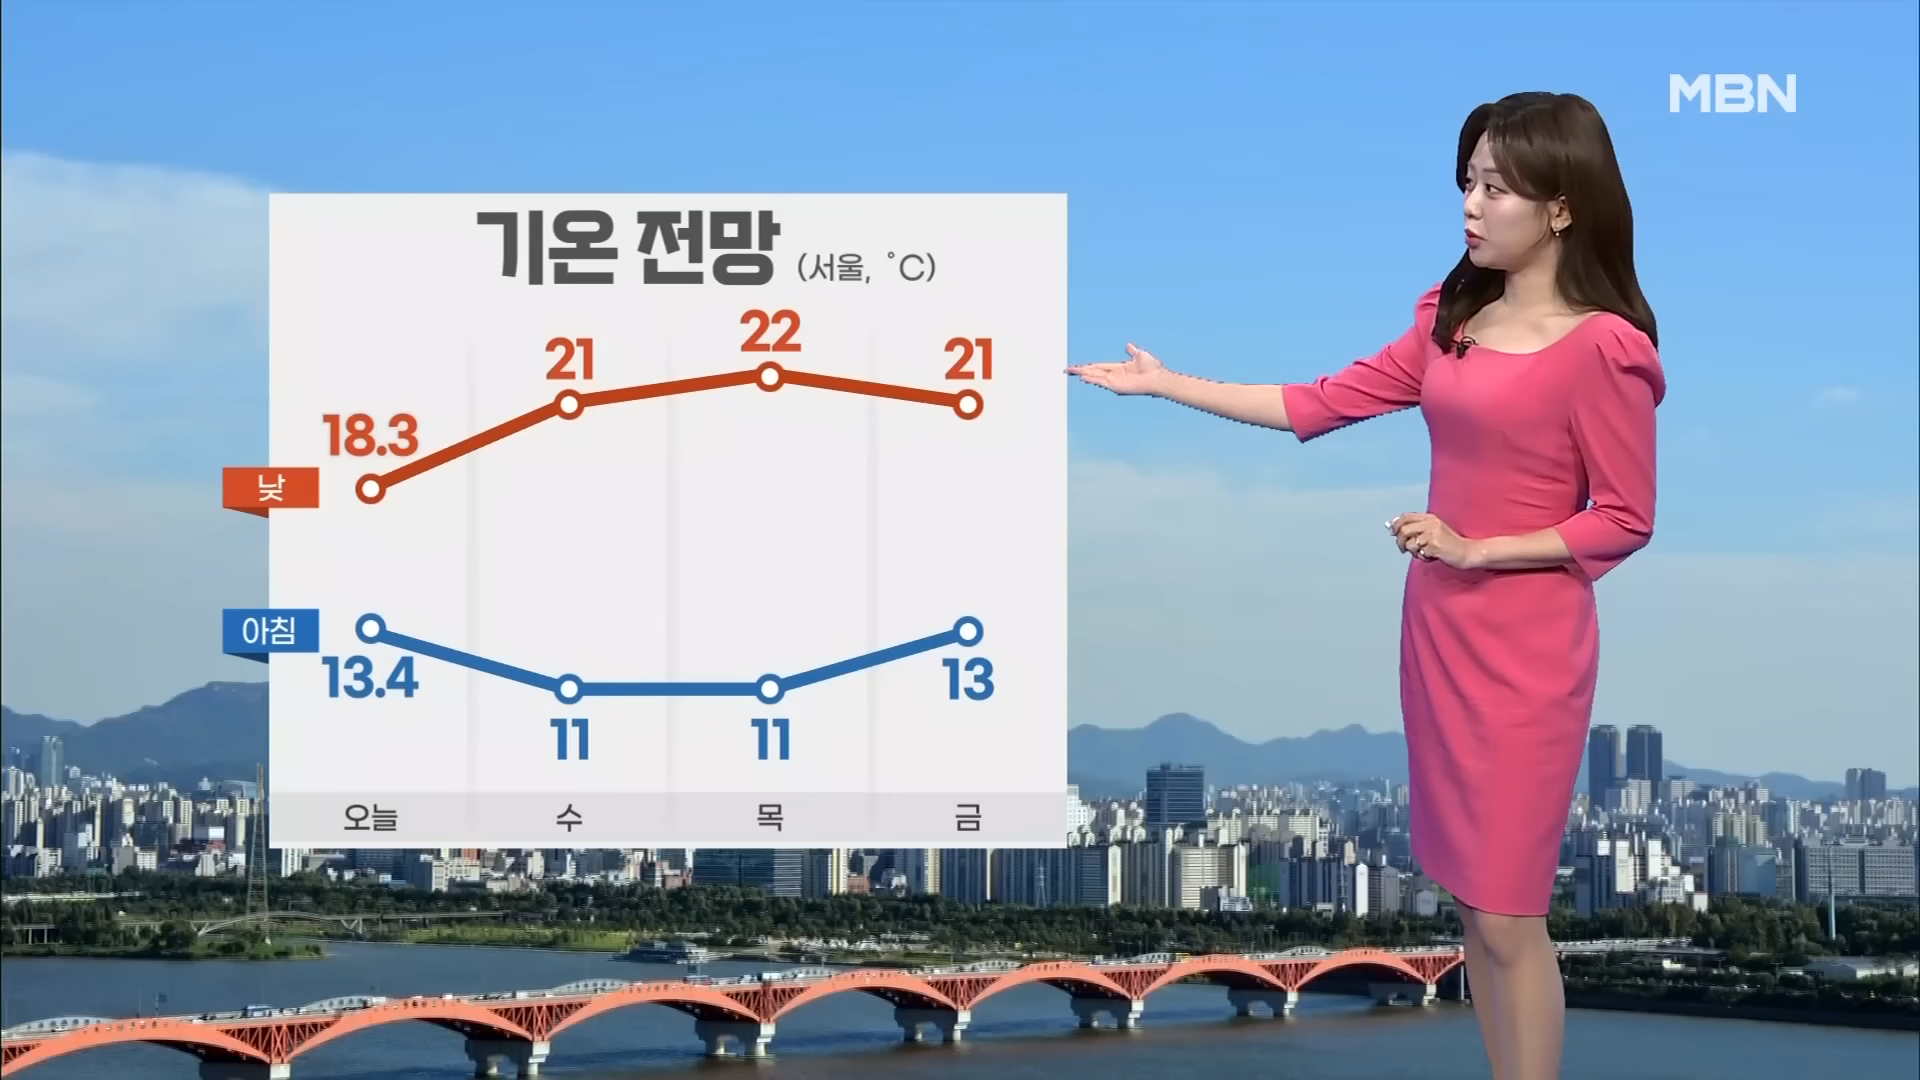 MBN
기온 전망 (서울, °C)
18.3 21 22 21
낮
아침
13.4 11 11 13
오늘 수 목 금